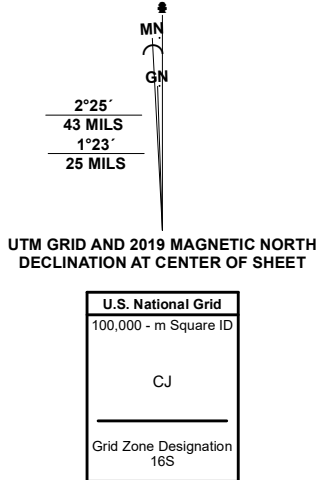 MN
GN
2°25´
43 MILS
1°23´
25 MILS
UTM GRID AND 2019 MAGNETIC NORTH
DECLINATION AT CENTER OF SHEET
U.S. National Grid
100,000 - m Square ID
CJ
Grid Zone Designation
16S